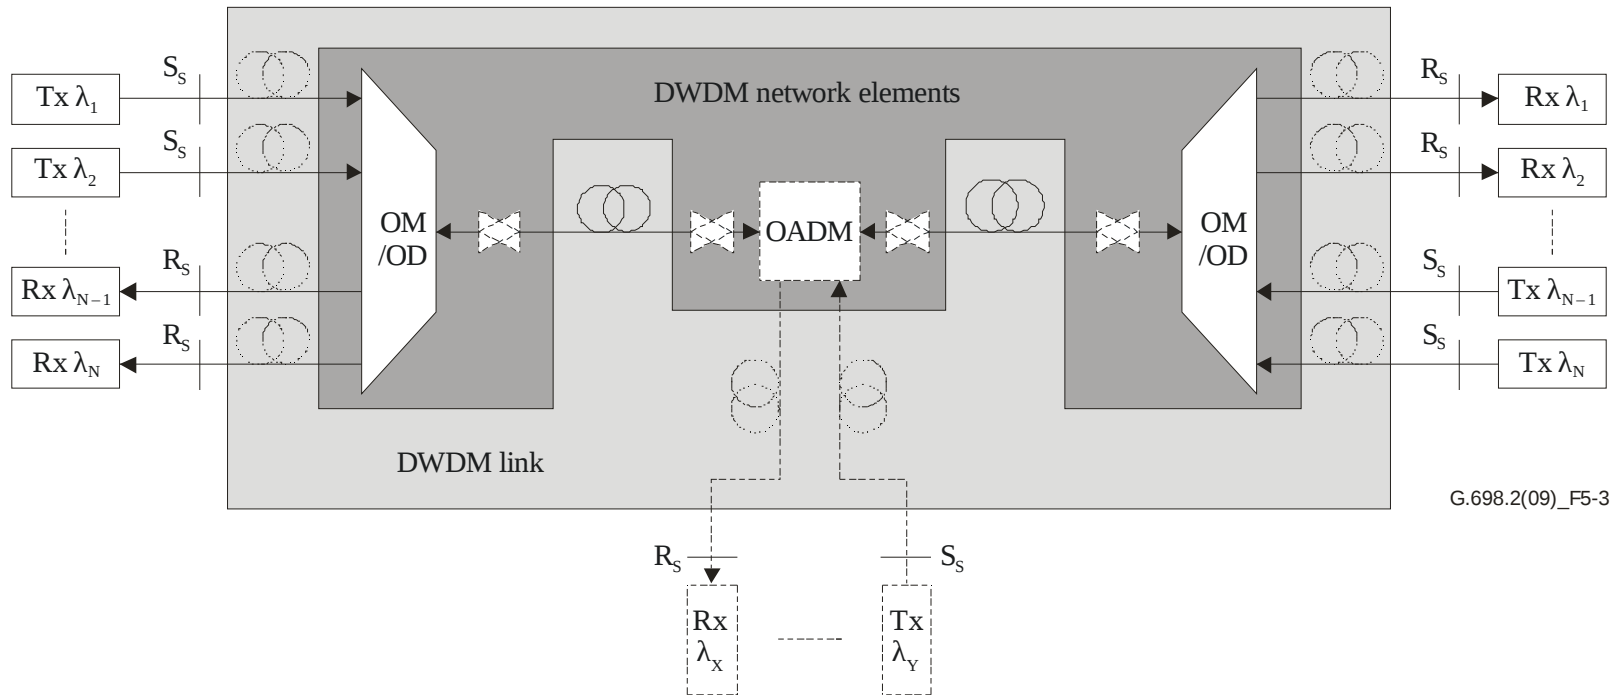 S_S
Tx λ_1
S_S
Tx λ_2
R_S
Rx λ_{N–1}
R_S
Rx λ_N
OM
/OD
DWDM network elements
OADM
OM
/OD
R_S
Rx λ_1
R_S
Rx λ_2
S_S
Tx λ_{N–1}
S_S
Tx λ_N
DWDM link
G.698.2(09)_F5-3
R_S
S_S
Rx
λ_X
Tx
λ_Y